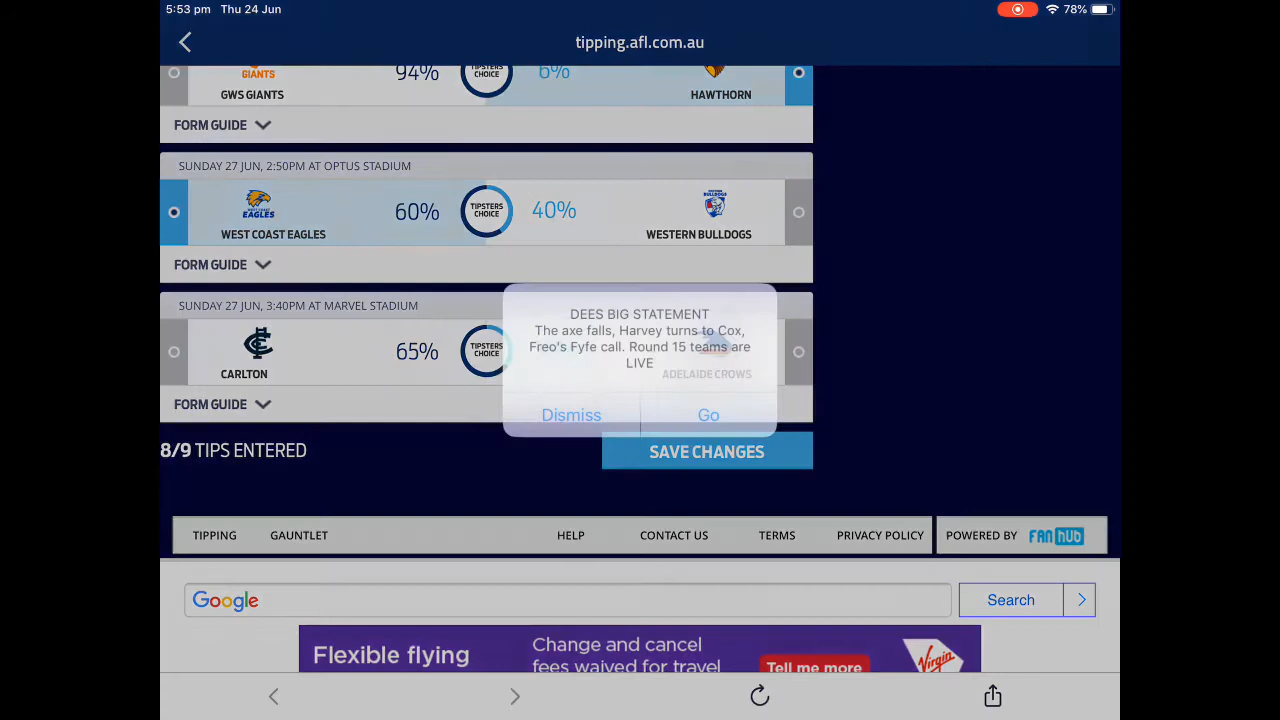 5:53 pm Thu 24 Jun 78%
tipping.afl.com.au
GIANTS 94% TIPSTERS CHOICE 6%
GWS GIANTS HAWTHORN
FORM GUIDE
SUNDAY 27 JUN, 2:50PM AT OPTUS STADIUM
WEST COAST EAGLES 60% TIPSTERS CHOICE 40% WESTERN BULLDOGS
WEST COAST EAGLES WESTERN BULLDOGS
FORM GUIDE
SUNDAY 27 JUN, 3:40PM AT MARVEL STADIUM
65% TIPSTERS CHOICE
CARLTON ADELAIDE CROWS
FORM GUIDE
DEES BIG STATEMENT
The axe falls, Harvey turns to Cox,
Freo's Fyfe call. Round 15 teams are
LIVE
Dismiss Go
8/9 TIPS ENTERED SAVE CHANGES
TIPPING GAUNTLET HELP CONTACT US TERMS PRIVACY POLICY POWERED BY FANHUB
Google Search
Flexible flying Change and cancel
fees waived for travel Tell me more Virgin